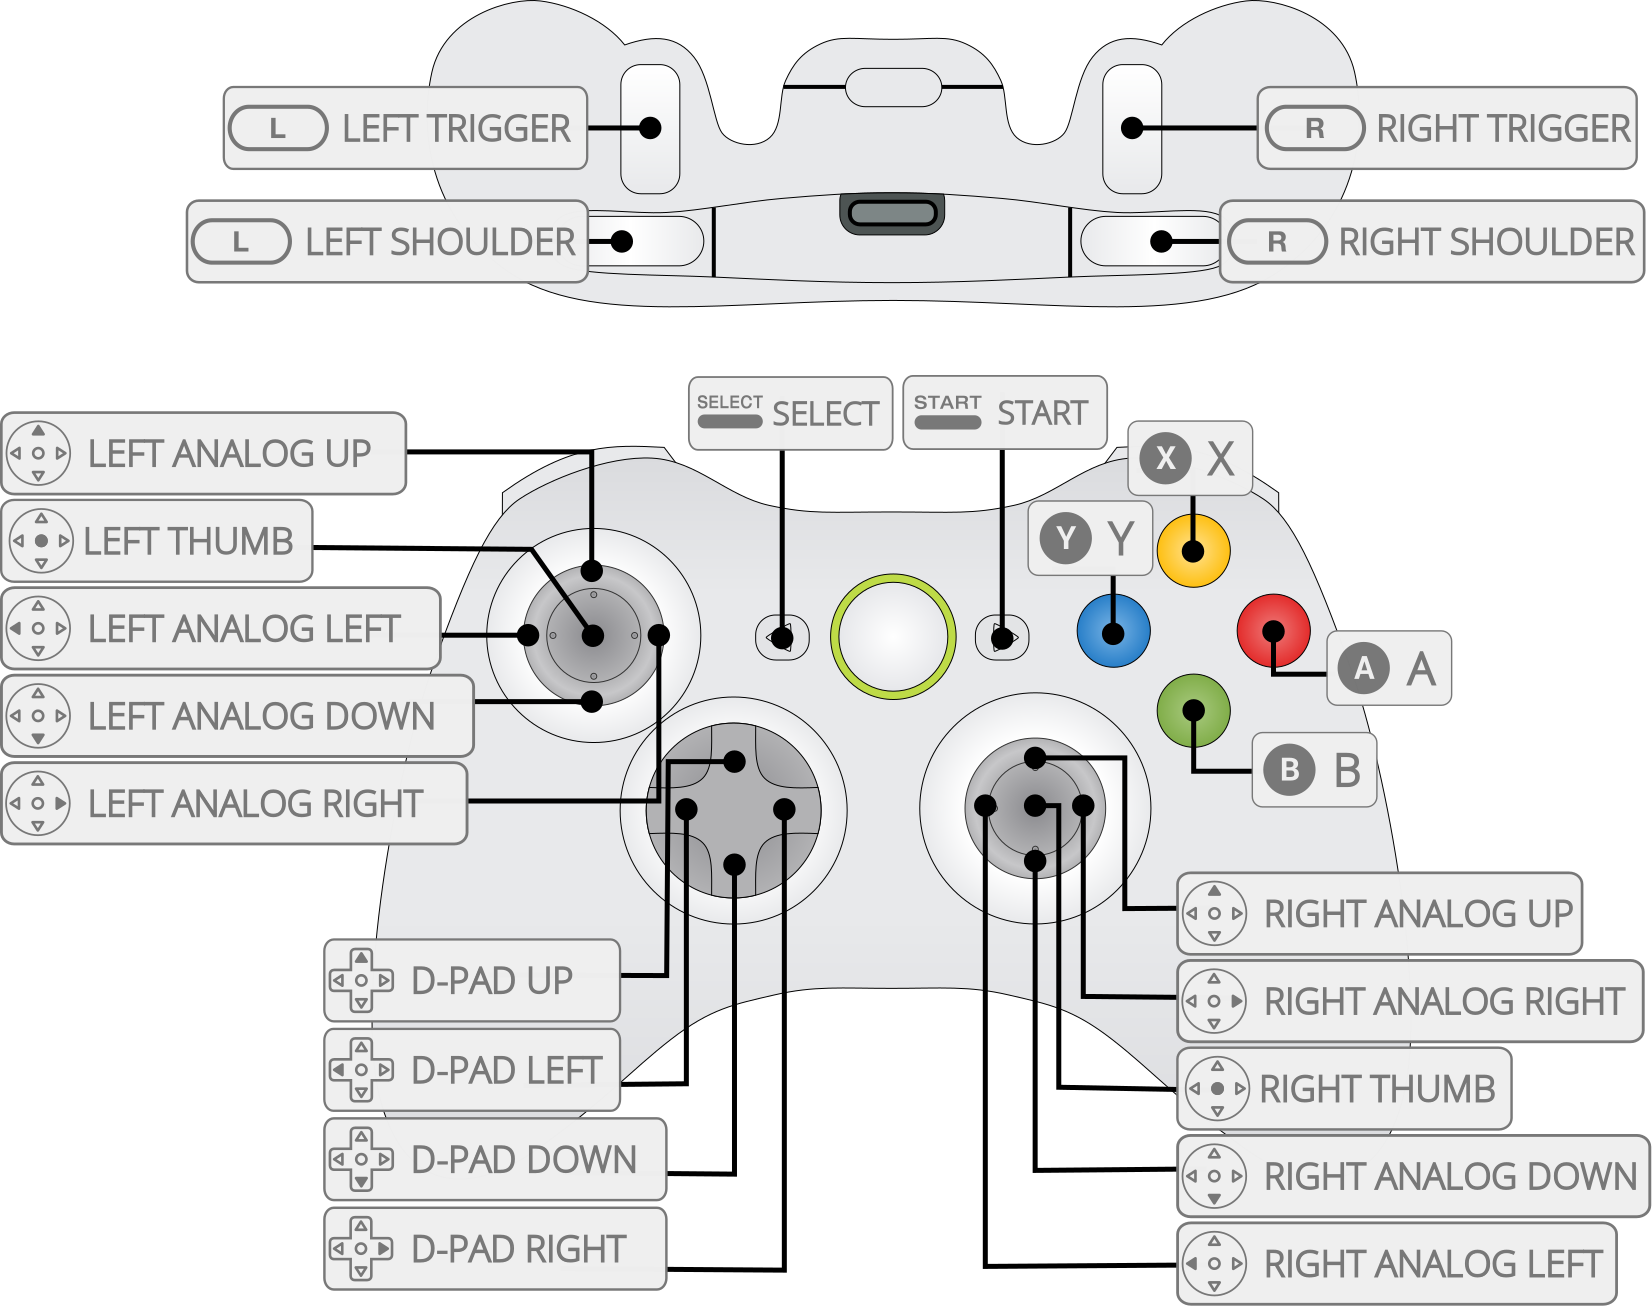 L LEFT TRIGGER
R RIGHT TRIGGER
L LEFT SHOULDER
R RIGHT SHOULDER
SELECT SELECT
START START
LEFT ANALOG UP
X X
LEFT THUMB
Y Y
LEFT ANALOG LEFT
A A
LEFT ANALOG DOWN
B B
LEFT ANALOG RIGHT
RIGHT ANALOG UP
D-PAD UP
RIGHT ANALOG RIGHT
D-PAD LEFT
RIGHT THUMB
D-PAD DOWN
RIGHT ANALOG DOWN
D-PAD RIGHT
RIGHT ANALOG LEFT